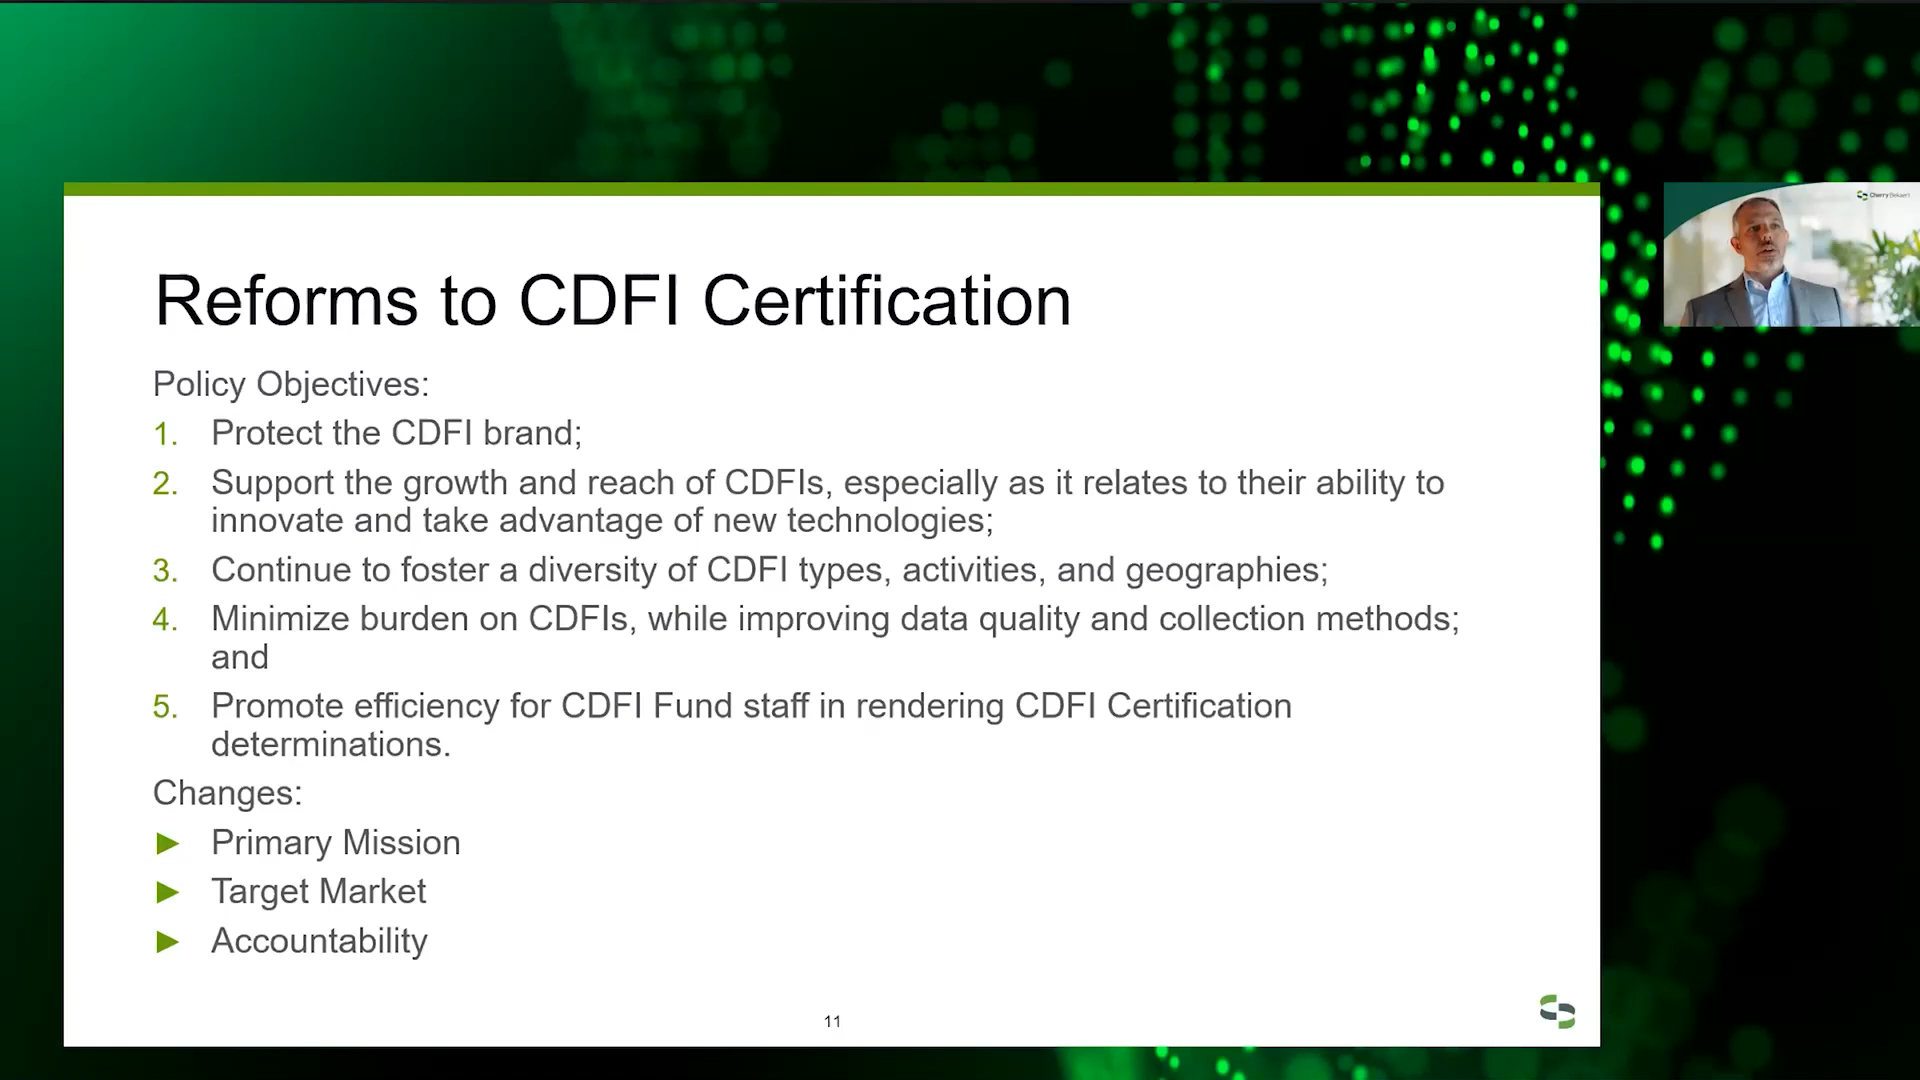 Reforms to CDFI Certification
Policy Objectives:
1. Protect the CDFI brand;
2. Support the growth and reach of CDFIs, especially as it relates to their ability to
innovate and take advantage of new technologies;
3. Continue to foster a diversity of CDFI types, activities, and geographies;
4. Minimize burden on CDFIs, while improving data quality and collection methods;
and
5. Promote efficiency for CDFI Fund staff in rendering CDFI Certification
determinations.
Changes:
► Primary Mission
► Target Market
► Accountability
11
Cherry Bekaert